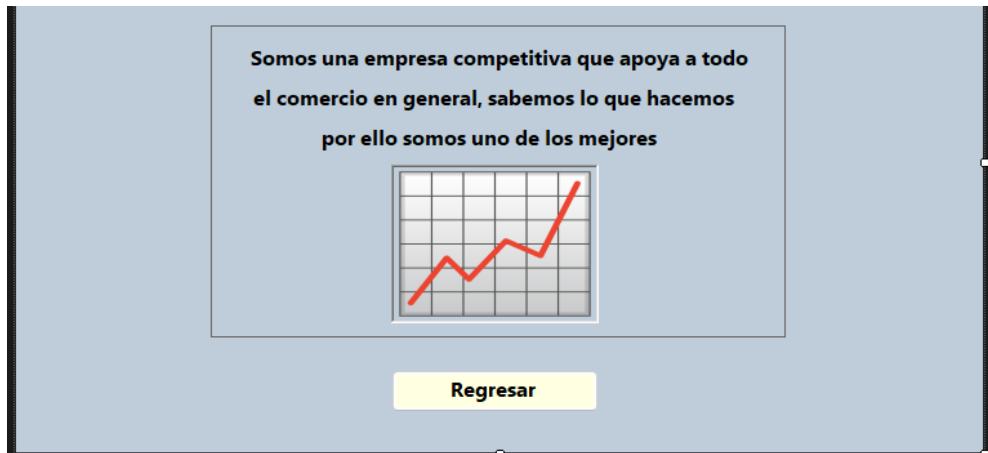 Somos una empresa competitiva que apoya a todo
el comercio en general, sabemos lo que hacemos
por ello somos uno de los mejores
Regresar